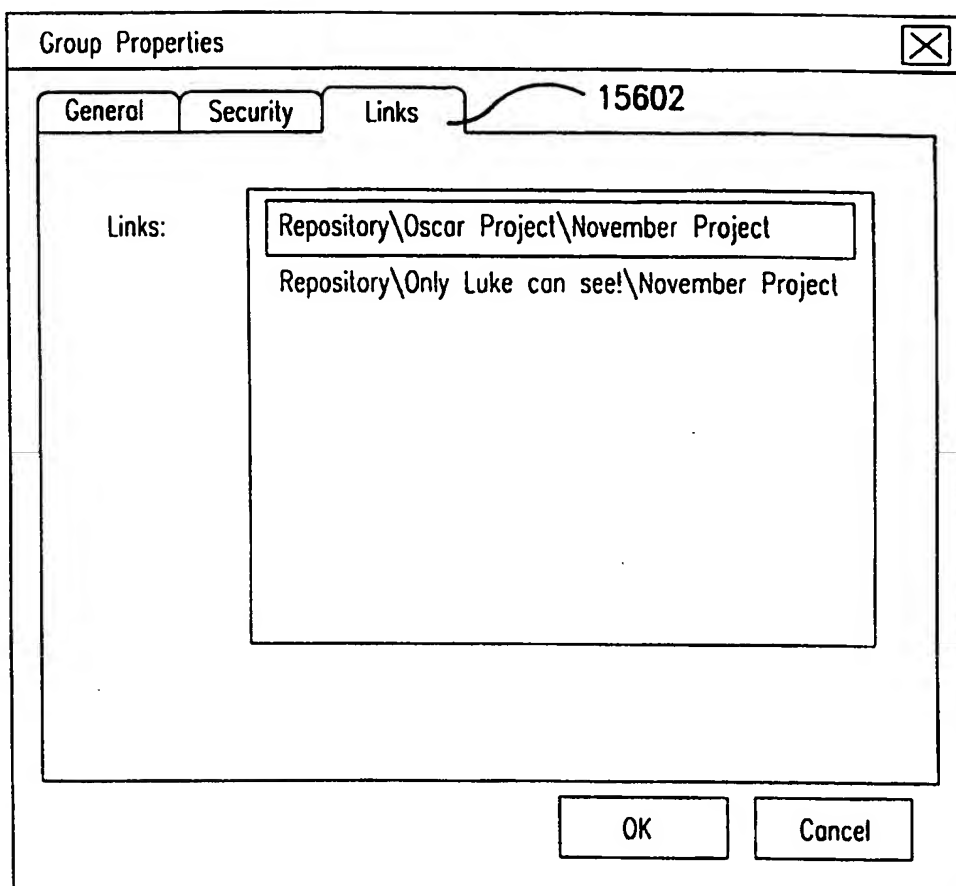 Group Properties
General Security Links 15602
Links:
Repository\Oscar Project\November Project
Repository\Only Luke can see!\November Project
OK Cancel